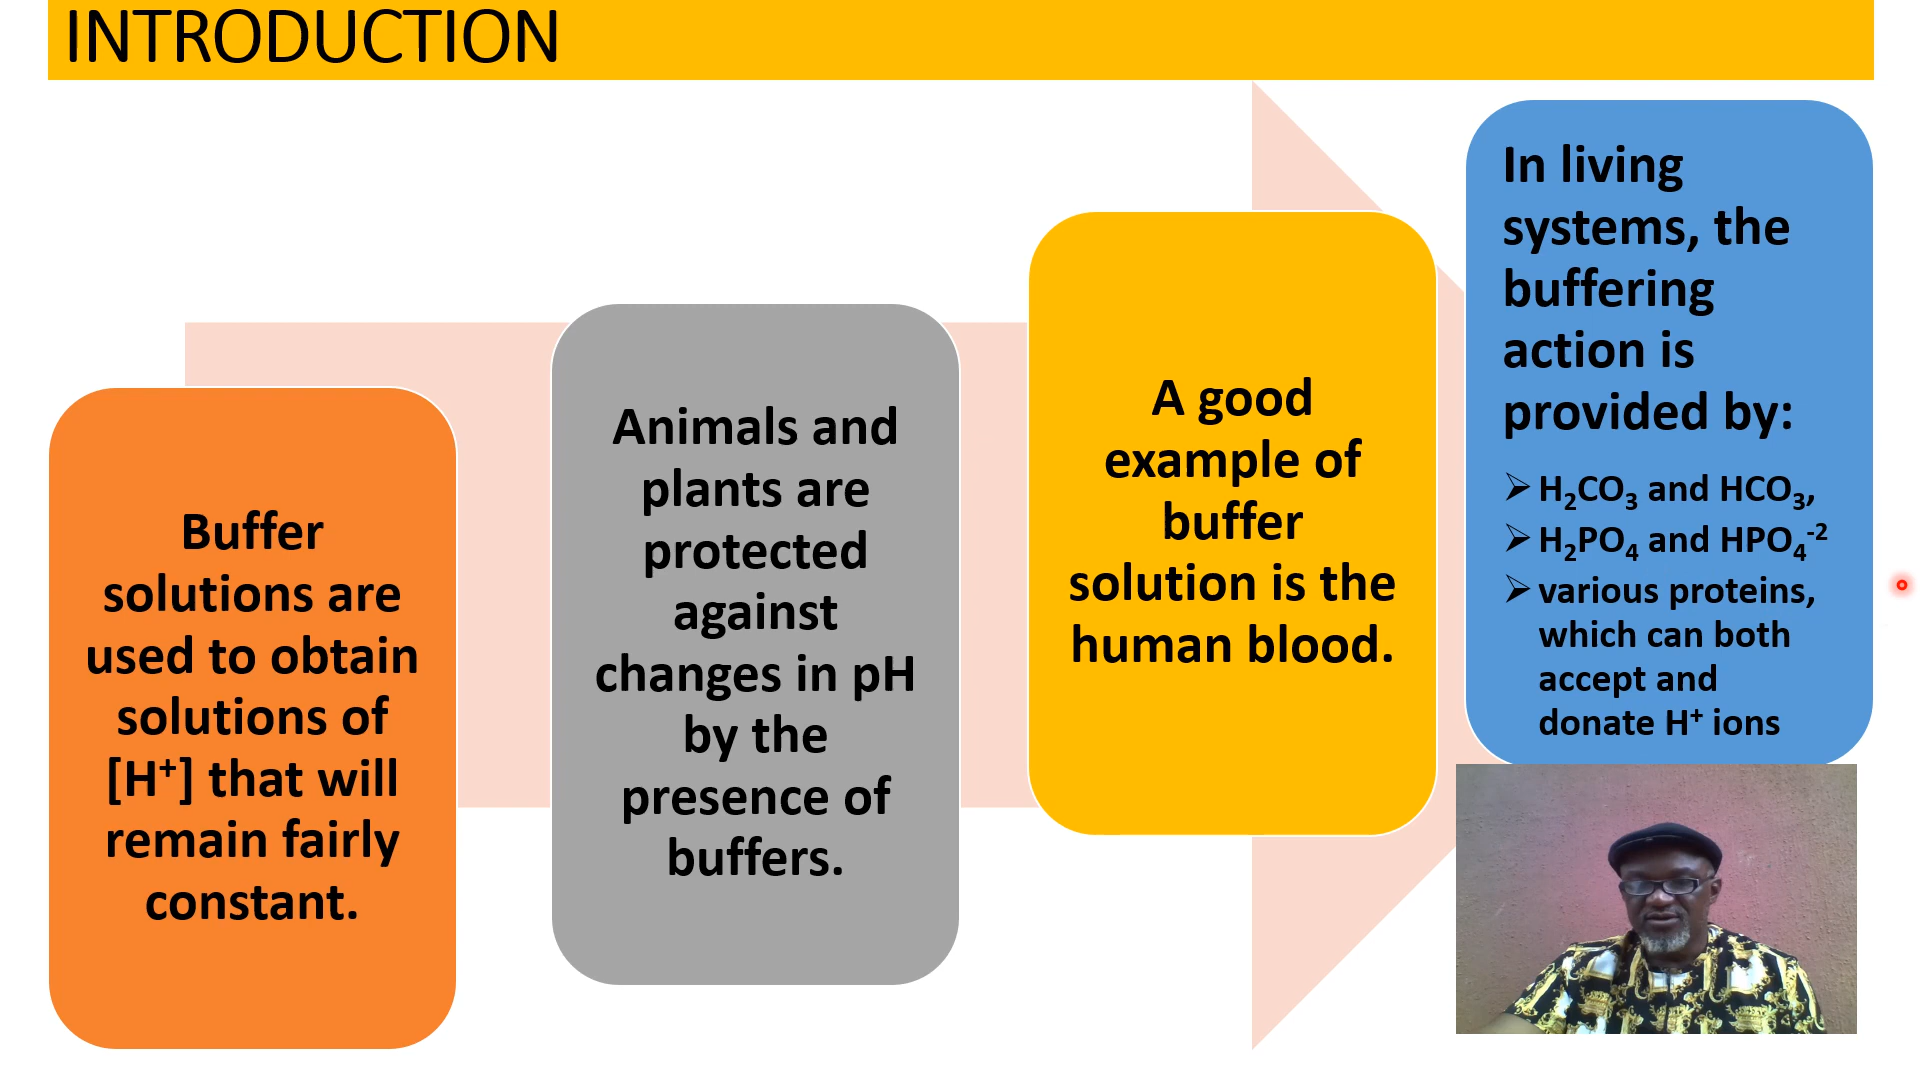 INTRODUCTION
Buffer
solutions are
used to obtain
solutions of
[H⁺] that will
remain fairly
constant.
Animals and
plants are
protected
against
changes in pH
by the
presence of
buffers.
A good
example of
buffer
solution is the
human blood.
In living
systems, the
buffering
action is
provided by:
➢ H₂CO₃ and HCO₃,
➢ H₂PO₄ and HPO₄⁻²
➢ various proteins,
which can both
accept and
donate H⁺ ions